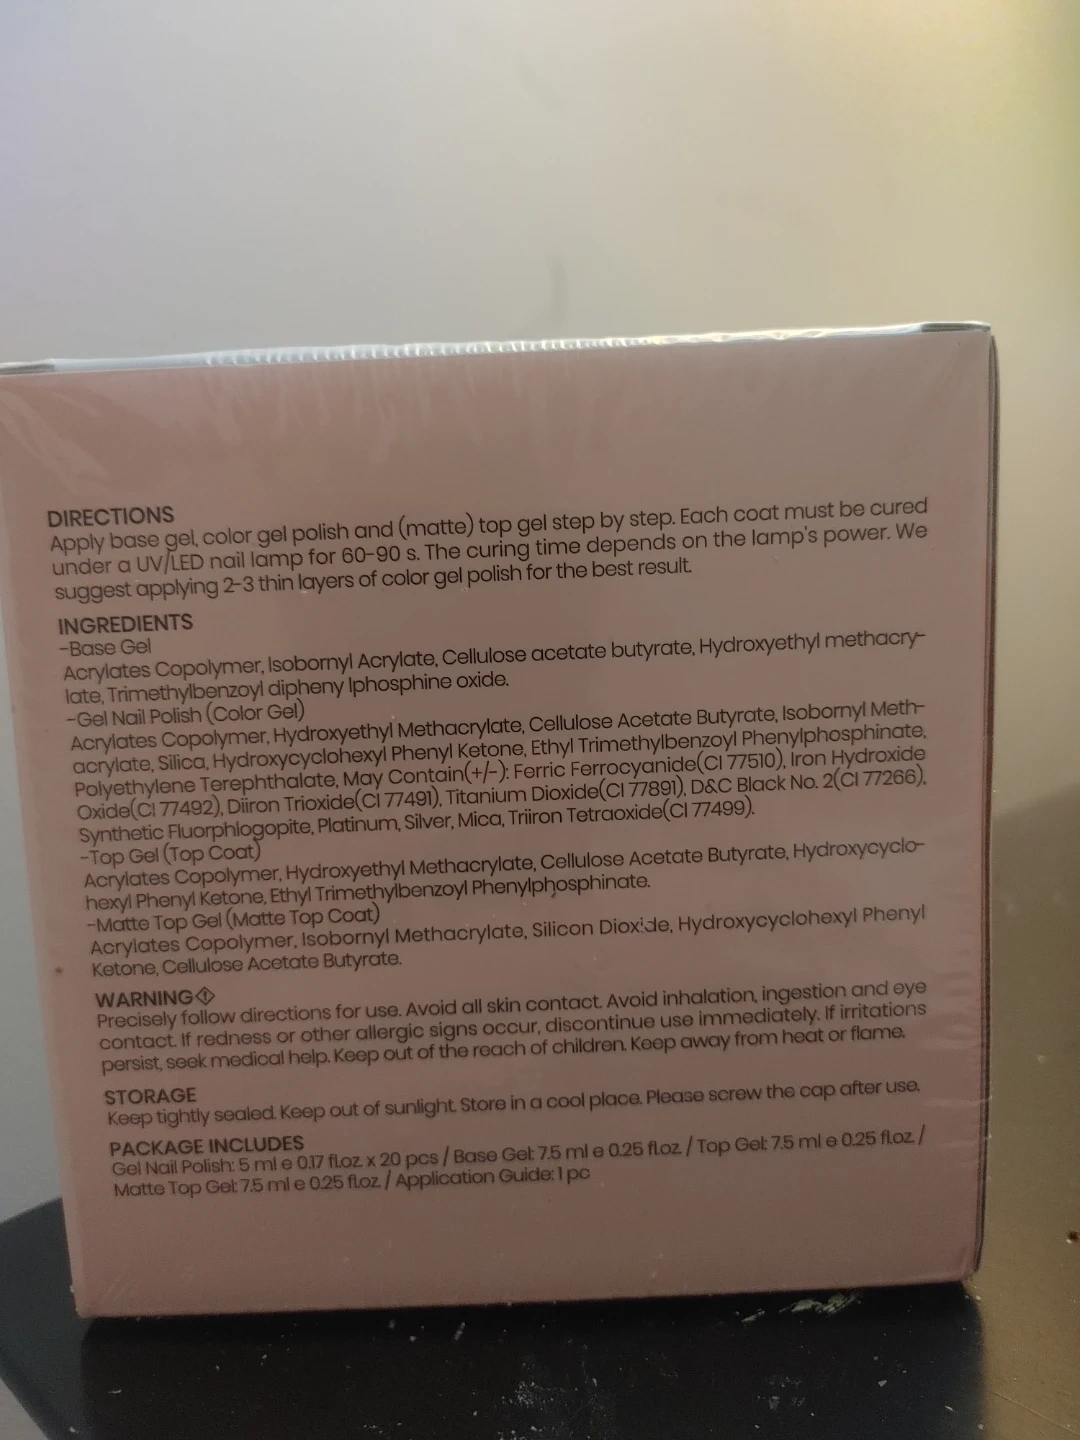 DIRECTIONS
Apply base gel, color gel polish and (matte) top gel step by step. Each coat must be cured
under a UV/LED nail lamp for 60-90 s. The curing time depends on the lamp's power. We
suggest applying 2-3 thin layers of color gel polish for the best result.
INGREDIENTS
-Base Gel
Acrylates Copolymer, Isobornyl Acrylate, Cellulose acetate butyrate, Hydroxyethyl methacry-
late, Trimethylbenzoyl dipheny lphosphine oxide.
-Gel Nail Polish (Color Gel)
Acrylates Copolymer, Hydroxyethyl Methacrylate, Cellulose Acetate Butyrate, Isobornyl Meth-
acrylate, Silica, Hydroxycyclohexyl Phenyl Ketone, Ethyl Trimethylbenzoyl Phenylphosphinate,
Polyethylene Terephthalate, May Contain(+/-): Ferric Ferrocyanide(CI 77510), Iron Hydroxide
Oxide(CI 77492), Diiron Trioxide(CI 77491), Titanium Dioxide(CI 77891), D&C Black No. 2(CI 77266),
Synthetic Fluorphlogopite, Platinum, Silver, Mica, Triiron Tetraoxide(CI 77499).
-Top Gel (Top Coat)
Acrylates Copolymer, Hydroxyethyl Methacrylate, Cellulose Acetate Butyrate, Hydroxycyclo-
hexyl Phenyl Ketone, Ethyl Trimethylbenzoyl Phenylphosphinate.
-Matte Top Gel (Matte Top Coat)
Acrylates Copolymer, Isobornyl Methacrylate, Silicon Dioxide, Hydroxycyclohexyl Phenyl
Ketone, Cellulose Acetate Butyrate.
WARNING
Precisely follow directions for use. Avoid all skin contact. Avoid inhalation, ingestion and eye
contact. If redness or other allergic signs occur, discontinue use immediately. If irritations
persist, seek medical help. Keep out of the reach of children. Keep away from heat or flame.
STORAGE
Keep tightly sealed. Keep out of sunlight. Store in a cool place. Please screw the cap after use.
PACKAGE INCLUDES
Gel Nail Polish: 5 ml e 0.17 fl.oz x 20 pcs / Base Gel: 7.5 ml e 0.25 fl.oz / Top Gel: 7.5 ml e 0.25 fl.oz /
Matte Top Gel: 7.5 ml e 0.25 fl.oz / Application Guide: 1 pc